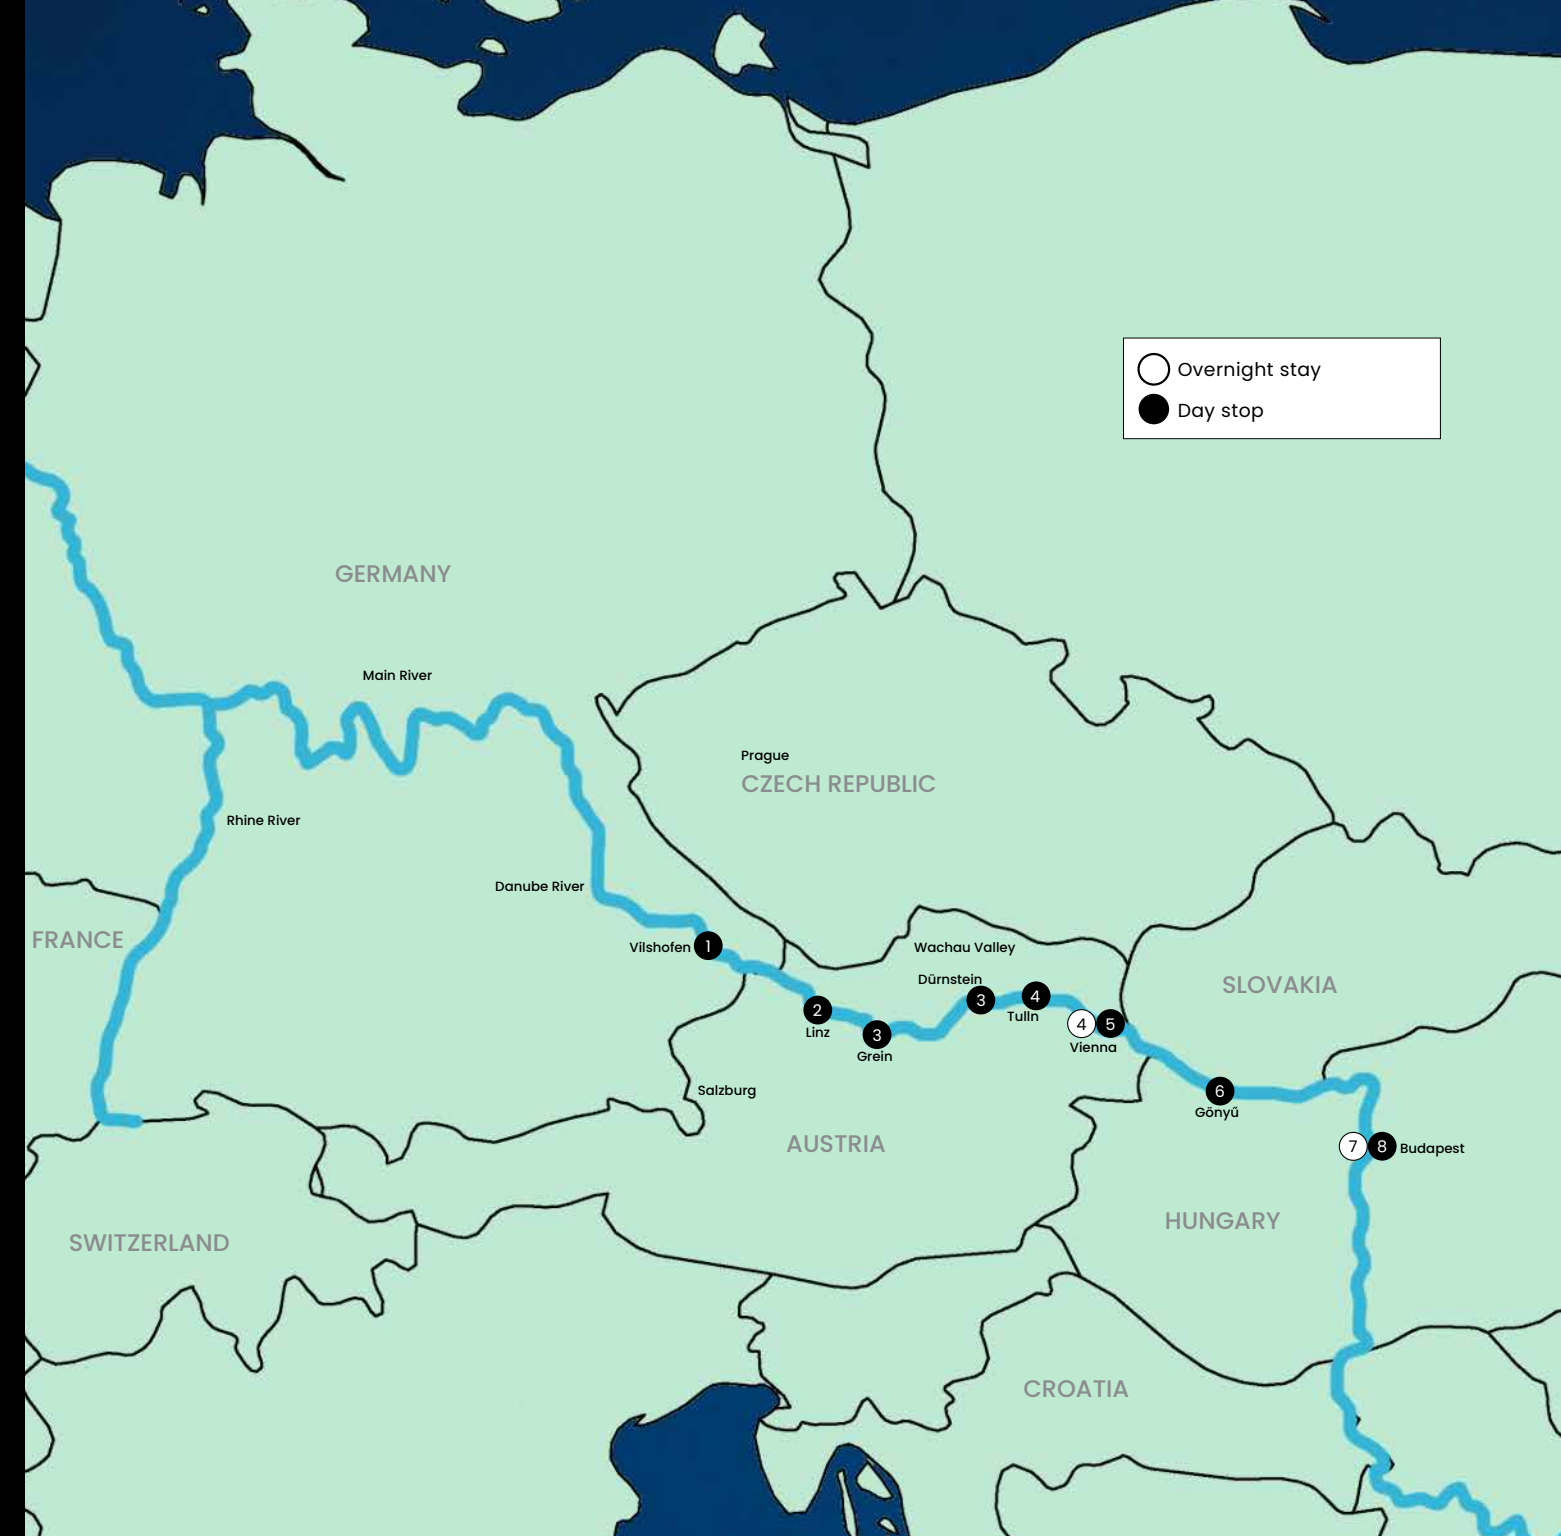 Overnight stay
Day stop
GERMANY
Main River
Prague
CZECH REPUBLIC
Rhine River
Danube River
FRANCE
Vilshofen 1
Wachau Valley
Dürnstein
3
4
Tulln
SLOVAKIA
2
Linz
3
Grein
4 5
Vienna
Salzburg
6
Gönyű
AUSTRIA
7 8 Budapest
HUNGARY
SWITZERLAND
CROATIA